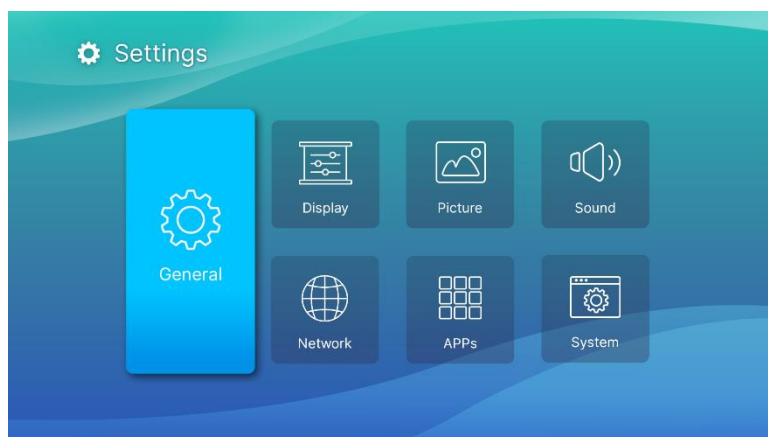 Settings
General
Display
Picture
Sound
Network
APPs
System